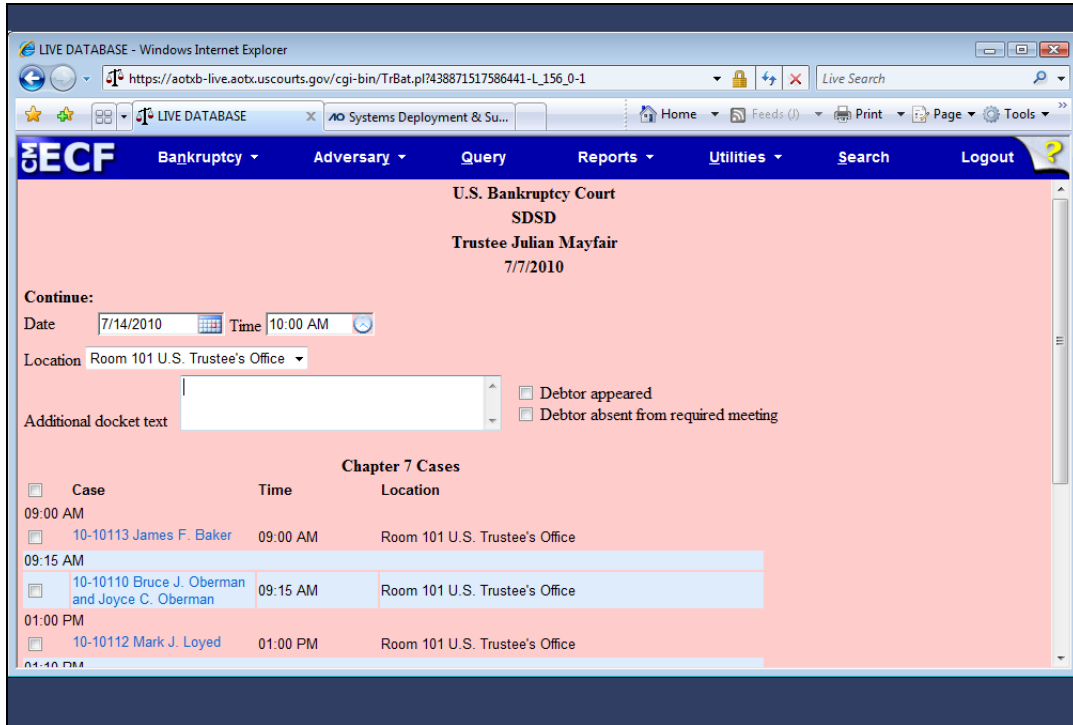 LIVE DATABASE - Windows Internet Explorer
https://aotxb-live.aotx.uscourts.gov/cgi-bin/TrBat.pl?438871517586441-L_156_0-1 Live Search
LIVE DATABASE AO Systems Deployment & Su... Home Feeds (J) Print Page Tools
CM ECF Bankruptcy Adversary Query Reports Utilities Search Logout ?
U.S. Bankruptcy Court
SDSD
Trustee Julian Mayfair
7/7/2010
Continue:
Date 7/14/2010 Time 10:00 AM
Location Room 101 U.S. Trustee's Office
Debtor appeared
Additional docket text Debtor absent from required meeting
Chapter 7 Cases
Case Time Location
09:00 AM
10-10113 James F. Baker 09:00 AM Room 101 U.S. Trustee's Office
09:15 AM
10-10110 Bruce J. Oberman
and Joyce C. Oberman 09:15 AM Room 101 U.S. Trustee's Office
01:00 PM
10-10112 Mark J. Loyed 01:00 PM Room 101 U.S. Trustee's Office
01:10 PM